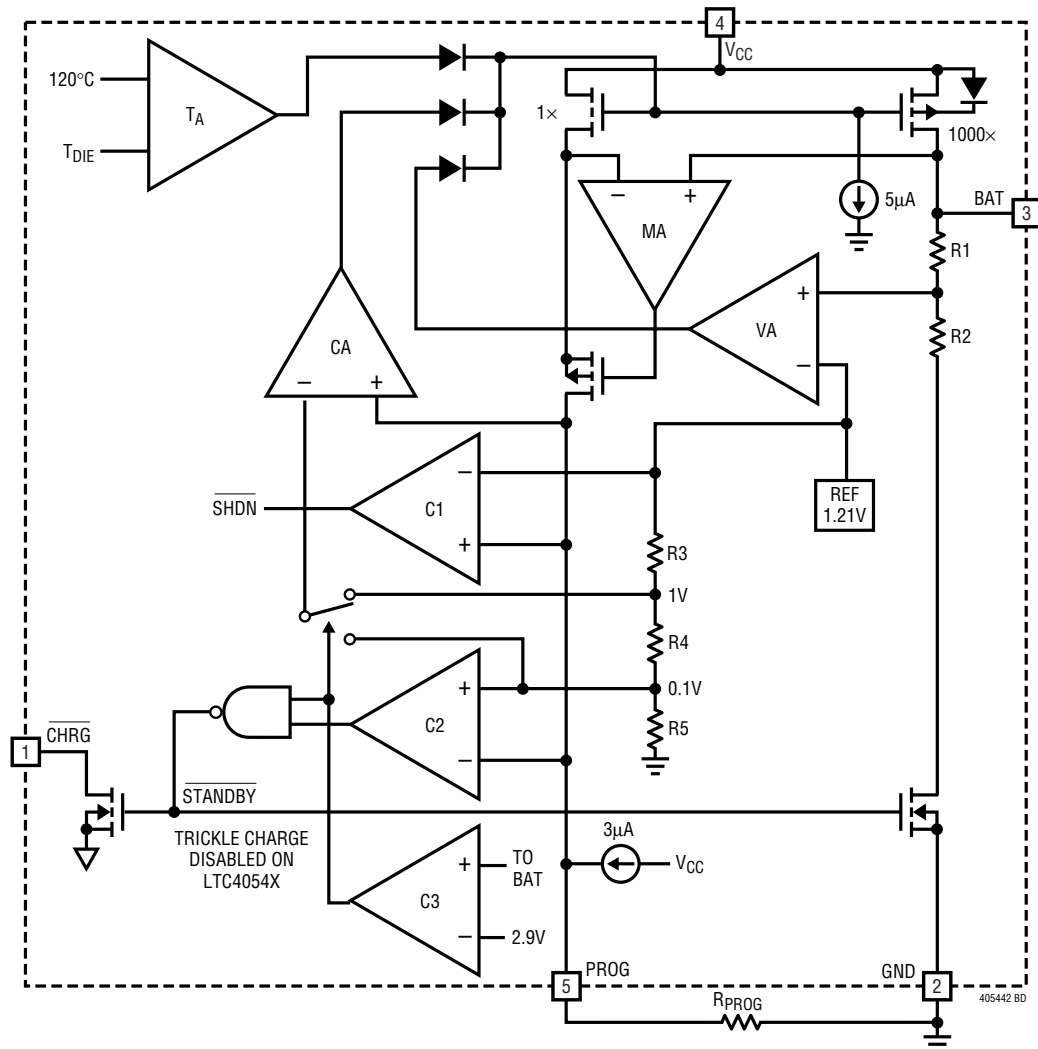 4
VCC
120°C
TA
TDIE
1×
1000×
5µA
BAT
3
MA
R1
VA
+
−
R2
− +
CA
− +
REF
1.21V
−
C1
+
SHDN
R3
1V
R4
0.1V
R5
+
C2
−
CHRG
1
STANDBY
TRICKLE CHARGE
DISABLED ON
LTC4054X
3µA
VCC
+
C3
−
TO
BAT
2.9V
PROG
5
GND
2
RPROG
405442 BD